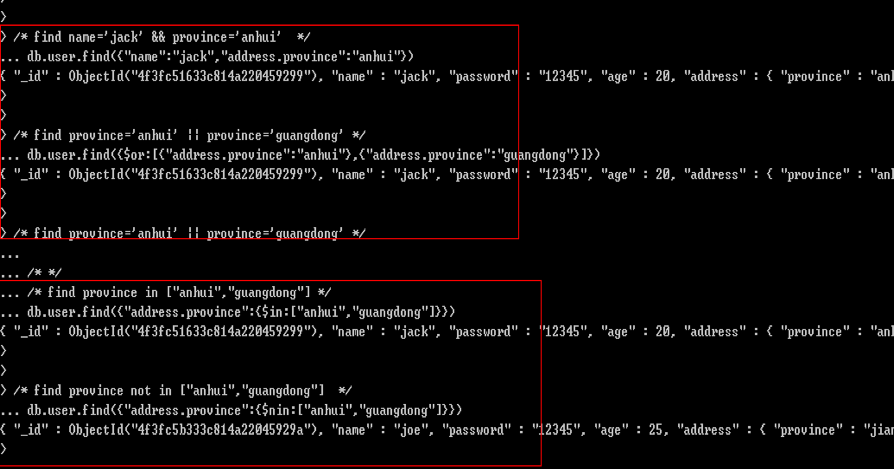 >
> /* find name='jack' && province='anhui'  */
... db.user.find({"name":"jack","address.province":"anhui"})
{ "_id" : ObjectId("4f3fc51633c814a220459299"), "name" : "jack", "password" : "12345", "age" : 20, "address" : { "province" : "anh
>
>
> /* find province='anhui' || province='guangdong' */
... db.user.find({$or:[{"address.province":"anhui"},{"address.province":"guangdong"}]})
{ "_id" : ObjectId("4f3fc51633c814a220459299"), "name" : "jack", "password" : "12345", "age" : 20, "address" : { "province" : "anh
>
>
> /* find province='anhui' || province='guangdong' */
...
... /* */
... /* find province in ["anhui","guangdong"] */
... db.user.find({"address.province":{$in:["anhui","guangdong"]}})
{ "_id" : ObjectId("4f3fc51633c814a220459299"), "name" : "jack", "password" : "12345", "age" : 20, "address" : { "province" : "anh
>
>
> /* find province not in ["anhui","guangdong"]  */
... db.user.find({"address.province":{$nin:["anhui","guangdong"]}})
{ "_id" : ObjectId("4f3fc5b333c814a22045929a"), "name" : "joe", "password" : "12345", "age" : 25, "address" : { "province" : "jian
>